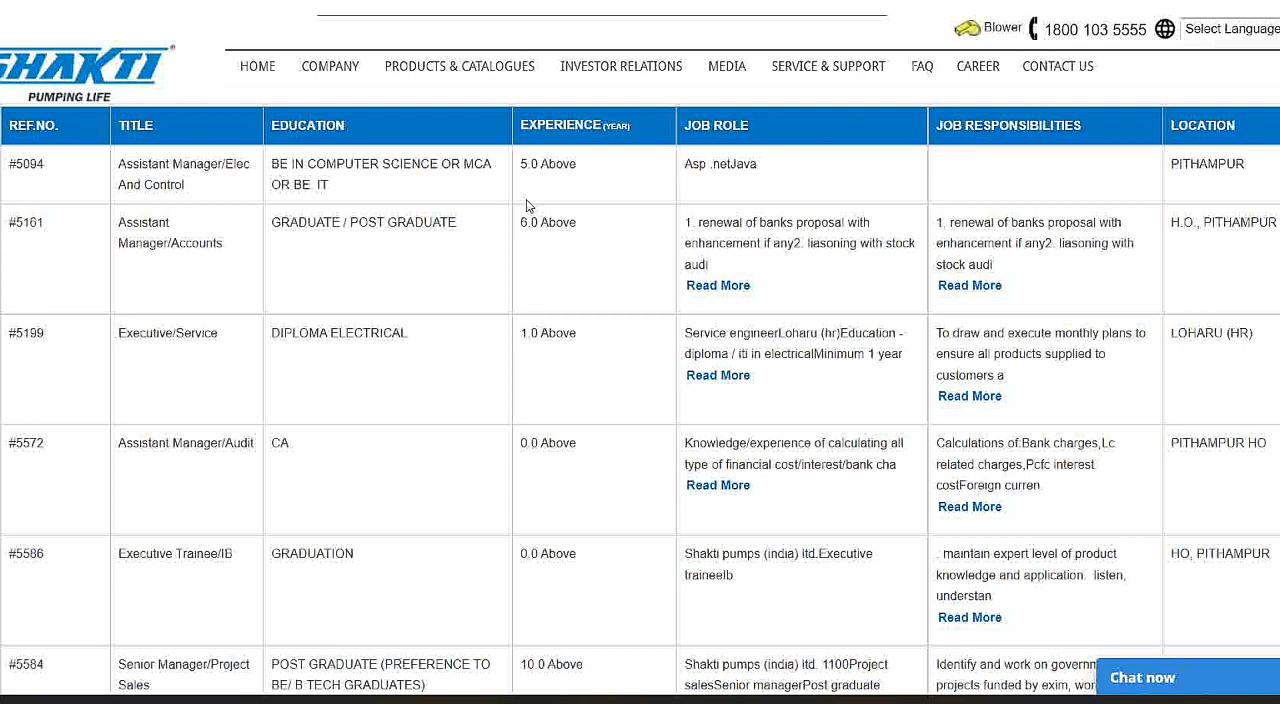 Blower 1800 103 5555 Select Language
SHAKTI®
PUMPING LIFE
HOME COMPANY PRODUCTS & CATALOGUES INVESTOR RELATIONS MEDIA SERVICE & SUPPORT FAQ CAREER CONTACT US
REF.NO. TITLE EDUCATION EXPERIENCE (YEAR) JOB ROLE JOB RESPONSIBILITIES LOCATION
#5094 Assistant Manager/Elec BE IN COMPUTER SCIENCE OR MCA 5.0 Above Asp .netJava PITHAMPUR
And Control OR BE IT
#5161 Assistant GRADUATE / POST GRADUATE 6.0 Above 1. renewal of banks proposal with 1. renewal of banks proposal with H.O., PITHAMPUR
Manager/Accounts enhancement if any2. liasoning with stock enhancement if any2. liasoning with
audi stock audi
Read More Read More
#5199 Executive/Service DIPLOMA ELECTRICAL 1.0 Above Service engineerLoharu (hr)Education - To draw and execute monthly plans to LOHARU (HR)
diploma / iti in electricalMinimum 1 year ensure all products supplied to
Read More customers a
Read More
#5572 Assistant Manager/Audit CA 0.0 Above Knowledge/experience of calculating all Calculations of:Bank charges,Lc PITHAMPUR HO
type of financial cost/interest/bank cha related charges,Pcfc interest
Read More costForeign curren
Read More
#5586 Executive Trainee/IB GRADUATION 0.0 Above Shakti pumps (india) ltd.Executive . maintain expert level of product HO, PITHAMPUR
traineeIb knowledge and application. listen,
understan
Read More
#5584 Senior Manager/Project POST GRADUATE (PREFERENCE TO 10.0 Above Shakti pumps (india) ltd. 1100Project Identify and work on governm
Sales BE/ B TECH GRADUATES) salesSenior managerPost graduate projects funded by exim, wor
Chat now